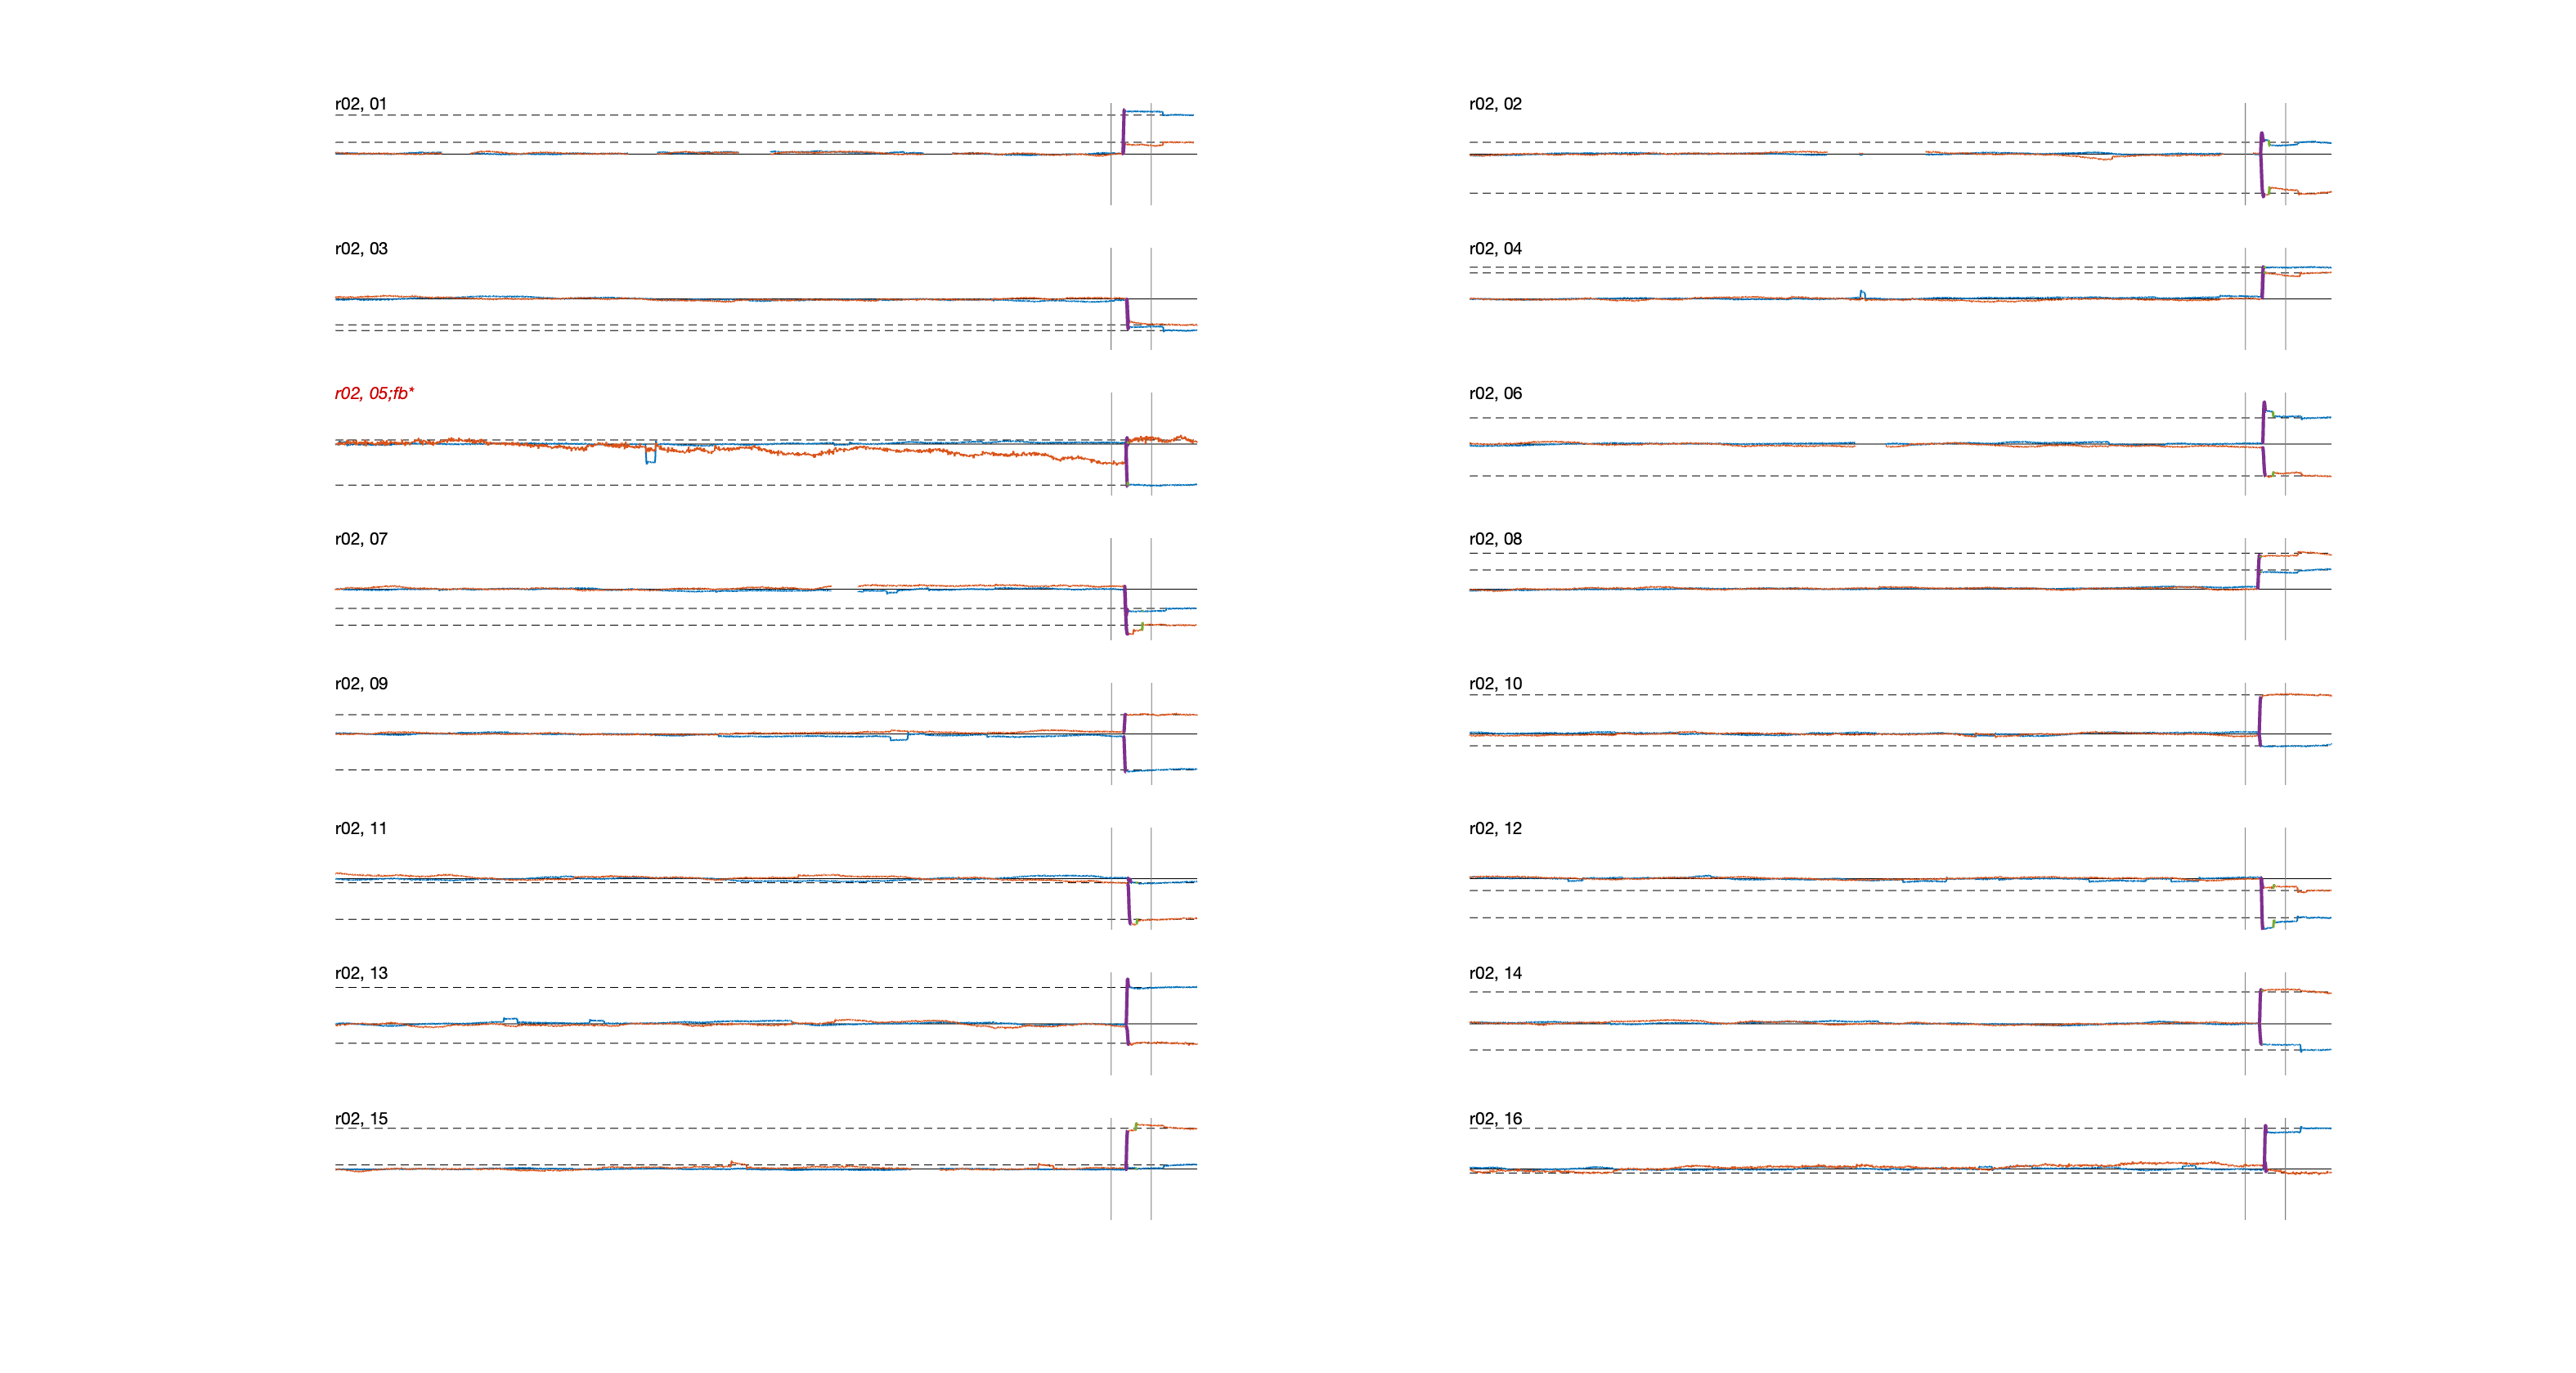 r02, 01
r02, 02
r02, 03
r02, 04
r02, 05;fb*
r02, 06
r02, 07
r02, 08
r02, 09
r02, 10
r02, 11
r02, 12
r02, 13
r02, 14
r02, 15
r02, 16